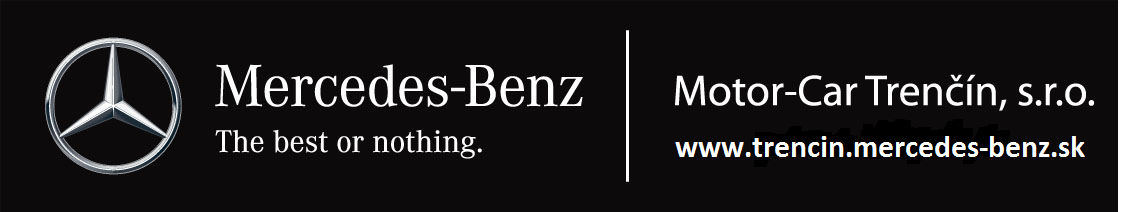 Mercedes-Benz
The best or nothing.
Motor-Car Trenčín, s.r.o.
www.trencin.mercedes-benz.sk